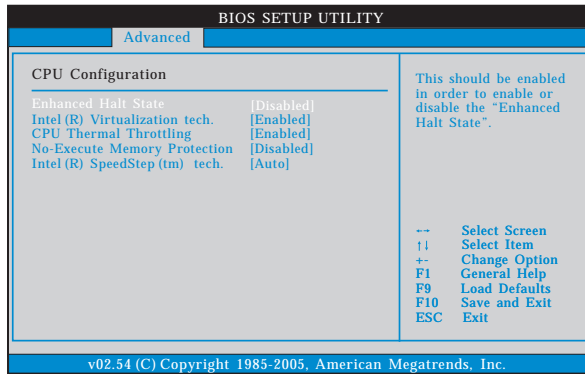 BIOS SETUP UTILITY
Advanced
CPU Configuration
Enhanced Halt State [Disabled]
Intel (R) Virtualization tech. [Enabled]
CPU Thermal Throttling [Enabled]
No-Execute Memory Protection [Disabled]
Intel (R) SpeedStep (tm) tech. [Auto]
This should be enabled
in order to enable or
disable the “Enhanced
Halt State”.
←→ Select Screen
↑↓ Select Item
+- Change Option
F1 General Help
F9 Load Defaults
F10 Save and Exit
ESC Exit
v02.54 (C) Copyright 1985-2005, American Megatrends, Inc.